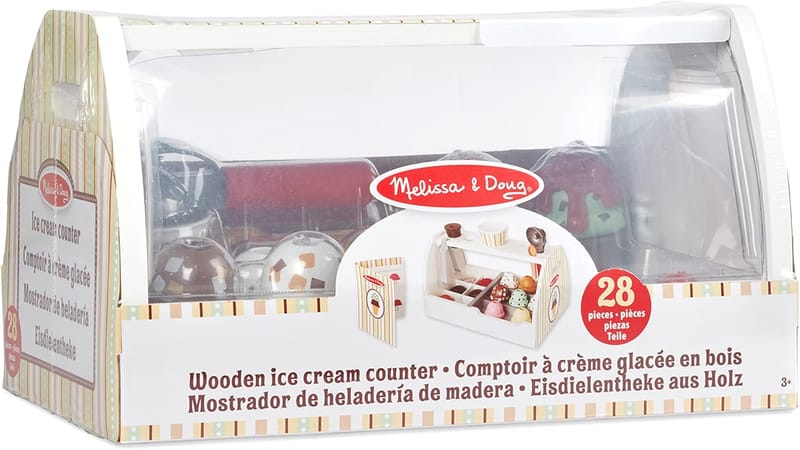 Melissa & Doug
Ice cream counter
Comptoir à crème glacée
Mostrador de heladería
Eisdielentheke
28
Melissa & Doug
28
pieces • pièces
piezas
Teile
Wooden ice cream counter • Comptoir à crème glacée en bois
Mostrador de heladería de madera • Eisdielentheke aus Holz
3+